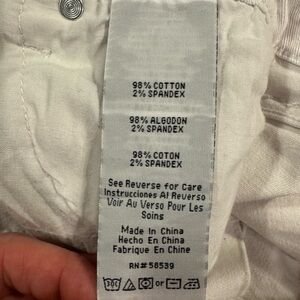 98% COTTON
2% SPANDEX
98% ALGODON
2% SPANDEX
98% COTON
2% SPANDEX
See Reverse for Care
Instrucciones Al Reverso
Voir Au Verso Pour Les
Soins
Made In China
Hecho En China
Fabrique En Chine
RN# 58539
or